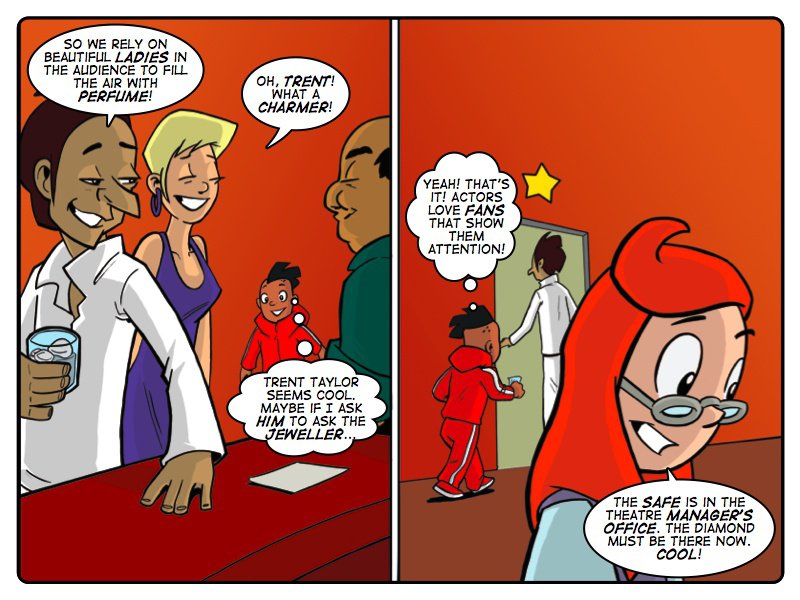 SO WE RELY ON
BEAUTIFUL LADIES IN
THE AUDIENCE TO FILL
THE AIR WITH
PERFUME!
OH, TRENT!
WHAT A
CHARMER!
TRENT TAYLOR
SEEMS COOL.
MAYBE IF I ASK
HIM TO ASK THE
JEWELLER...
YEAH! THAT'S
IT! ACTORS
LOVE FANS
THAT SHOW
THEM
ATTENTION!
THE SAFE IS IN THE
THEATRE MANAGER'S
OFFICE. THE DIAMOND
MUST BE THERE NOW.
COOL!